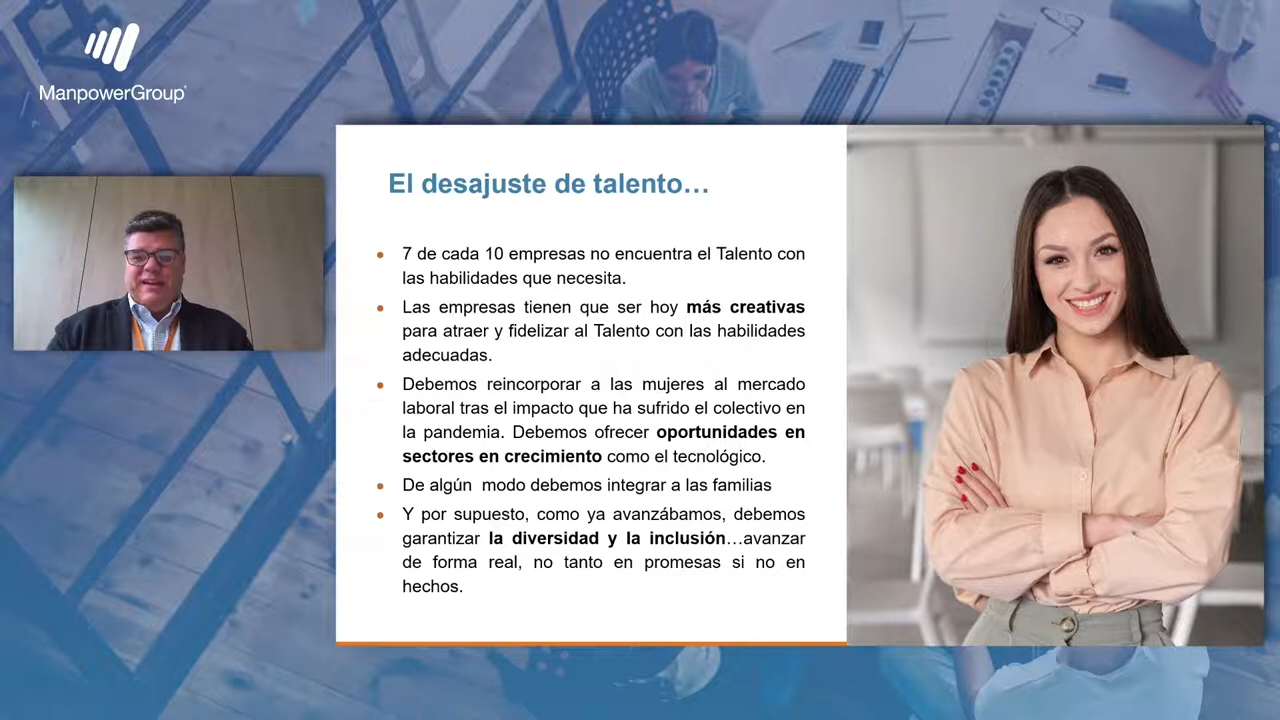 ManpowerGroup
El desajuste de talento…
• 7 de cada 10 empresas no encuentra el Talento con
las habilidades que necesita.
• Las empresas tienen que ser hoy más creativas
para atraer y fidelizar al Talento con las habilidades
adecuadas.
• Debemos reincorporar a las mujeres al mercado
laboral tras el impacto que ha sufrido el colectivo en
la pandemia. Debemos ofrecer oportunidades en
sectores en crecimiento como el tecnológico.
• De algún  modo debemos integrar a las familias
• Y por supuesto, como ya avanzábamos, debemos
garantizar la diversidad y la inclusión…avanzar
de forma real, no tanto en promesas si no en
hechos.